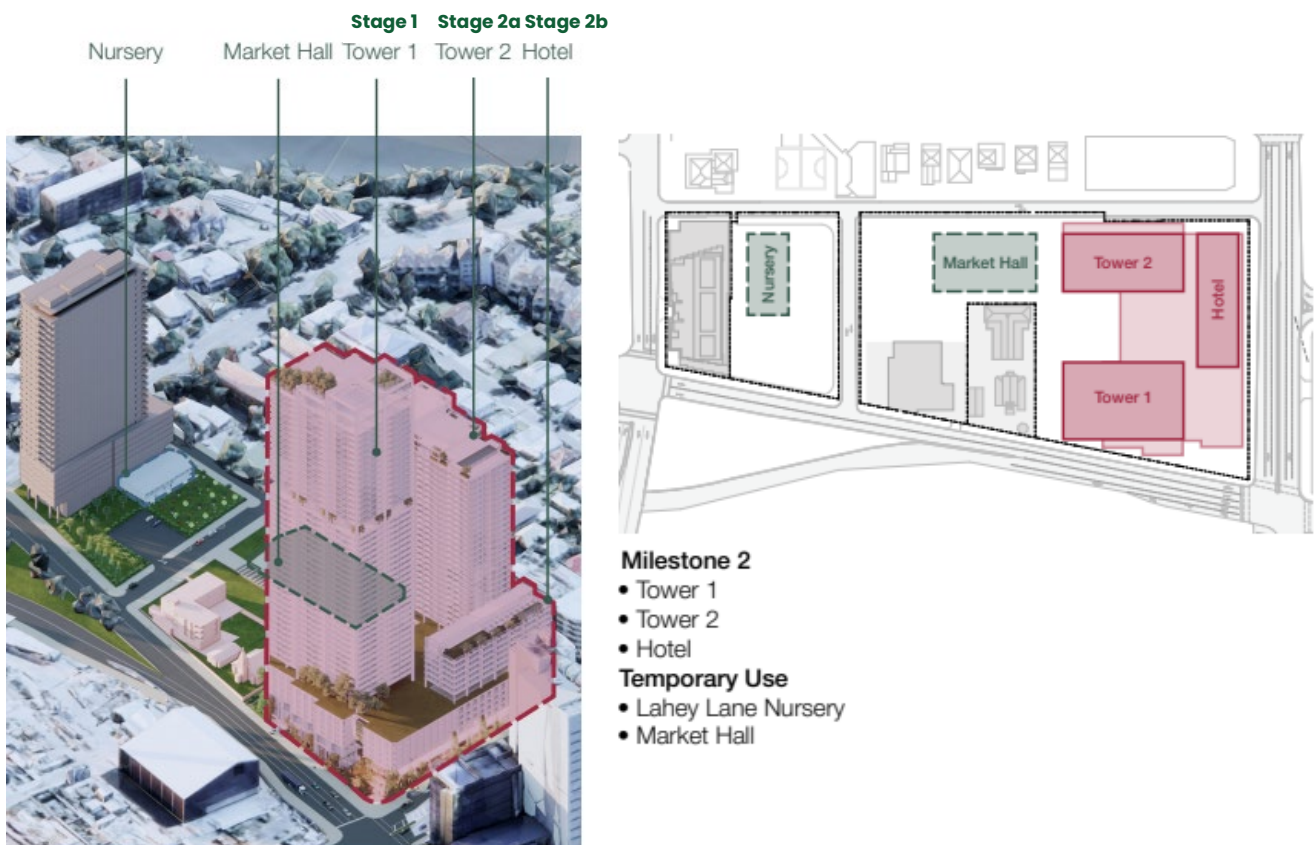 Stage 1 Stage 2a Stage 2b
Nursery Market Hall Tower 1 Tower 2 Hotel
Nursery
Market Hall
Tower 2
Hotel
Tower 1
Milestone 2
• Tower 1
• Tower 2
• Hotel
Temporary Use
• Lahey Lane Nursery
• Market Hall